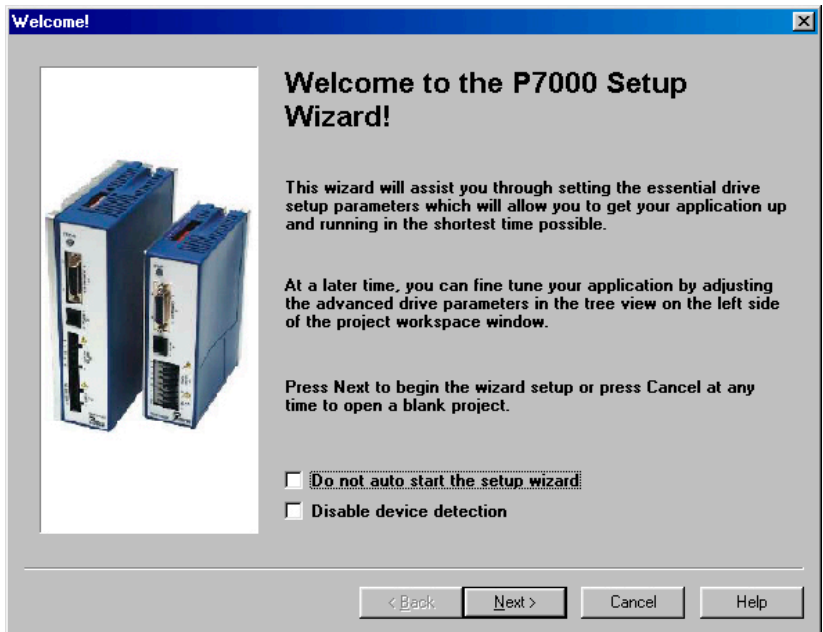 Welcome!
Welcome to the P7000 Setup
Wizard!
This wizard will assist you through setting the essential drive
setup parameters which will allow you to get your application up
and running in the shortest time possible.
At a later time, you can fine tune your application by adjusting
the advanced drive parameters in the tree view on the left side
of the project workspace window.
Press Next to begin the wizard setup or press Cancel at any
time to open a blank project.
Do not auto start the setup wizard
Disable device detection
< Back
Next >
Cancel
Help